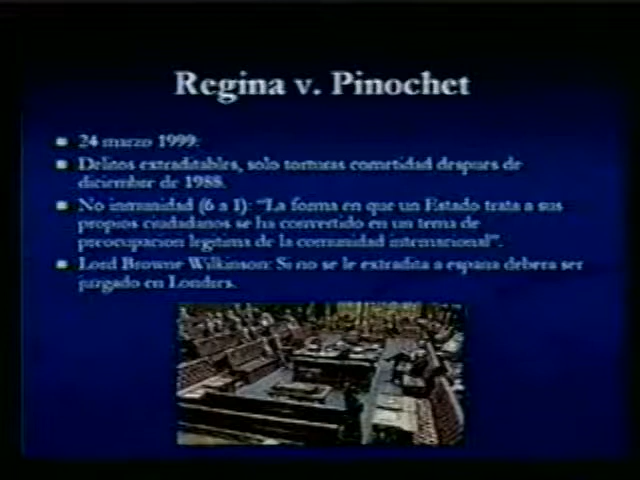 Regina v. Pinochet
24 marzo 1999:
Delitos extraditables, solo torturas cometidad despues de
diciembre de 1988.
No inmunidad (6 a 1): “La forma en que un Estado trata a sus
propios ciudadanos se ha convertido en un tema de
preocupacion legitima de la comunidad internacional”.
Lord Browne Wilkinson: Si no se le extradita a espana debera ser
juzgado en Londres.